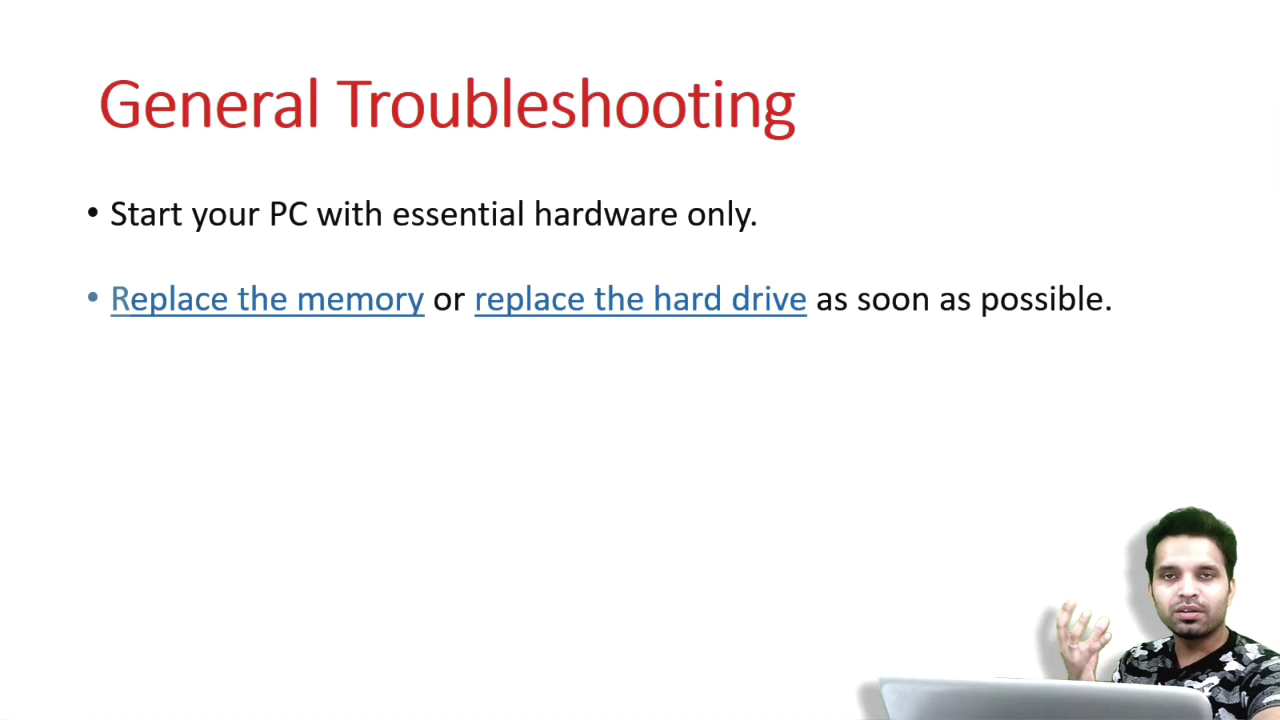 General Troubleshooting
• Start your PC with essential hardware only.
• Replace the memory or replace the hard drive as soon as possible.